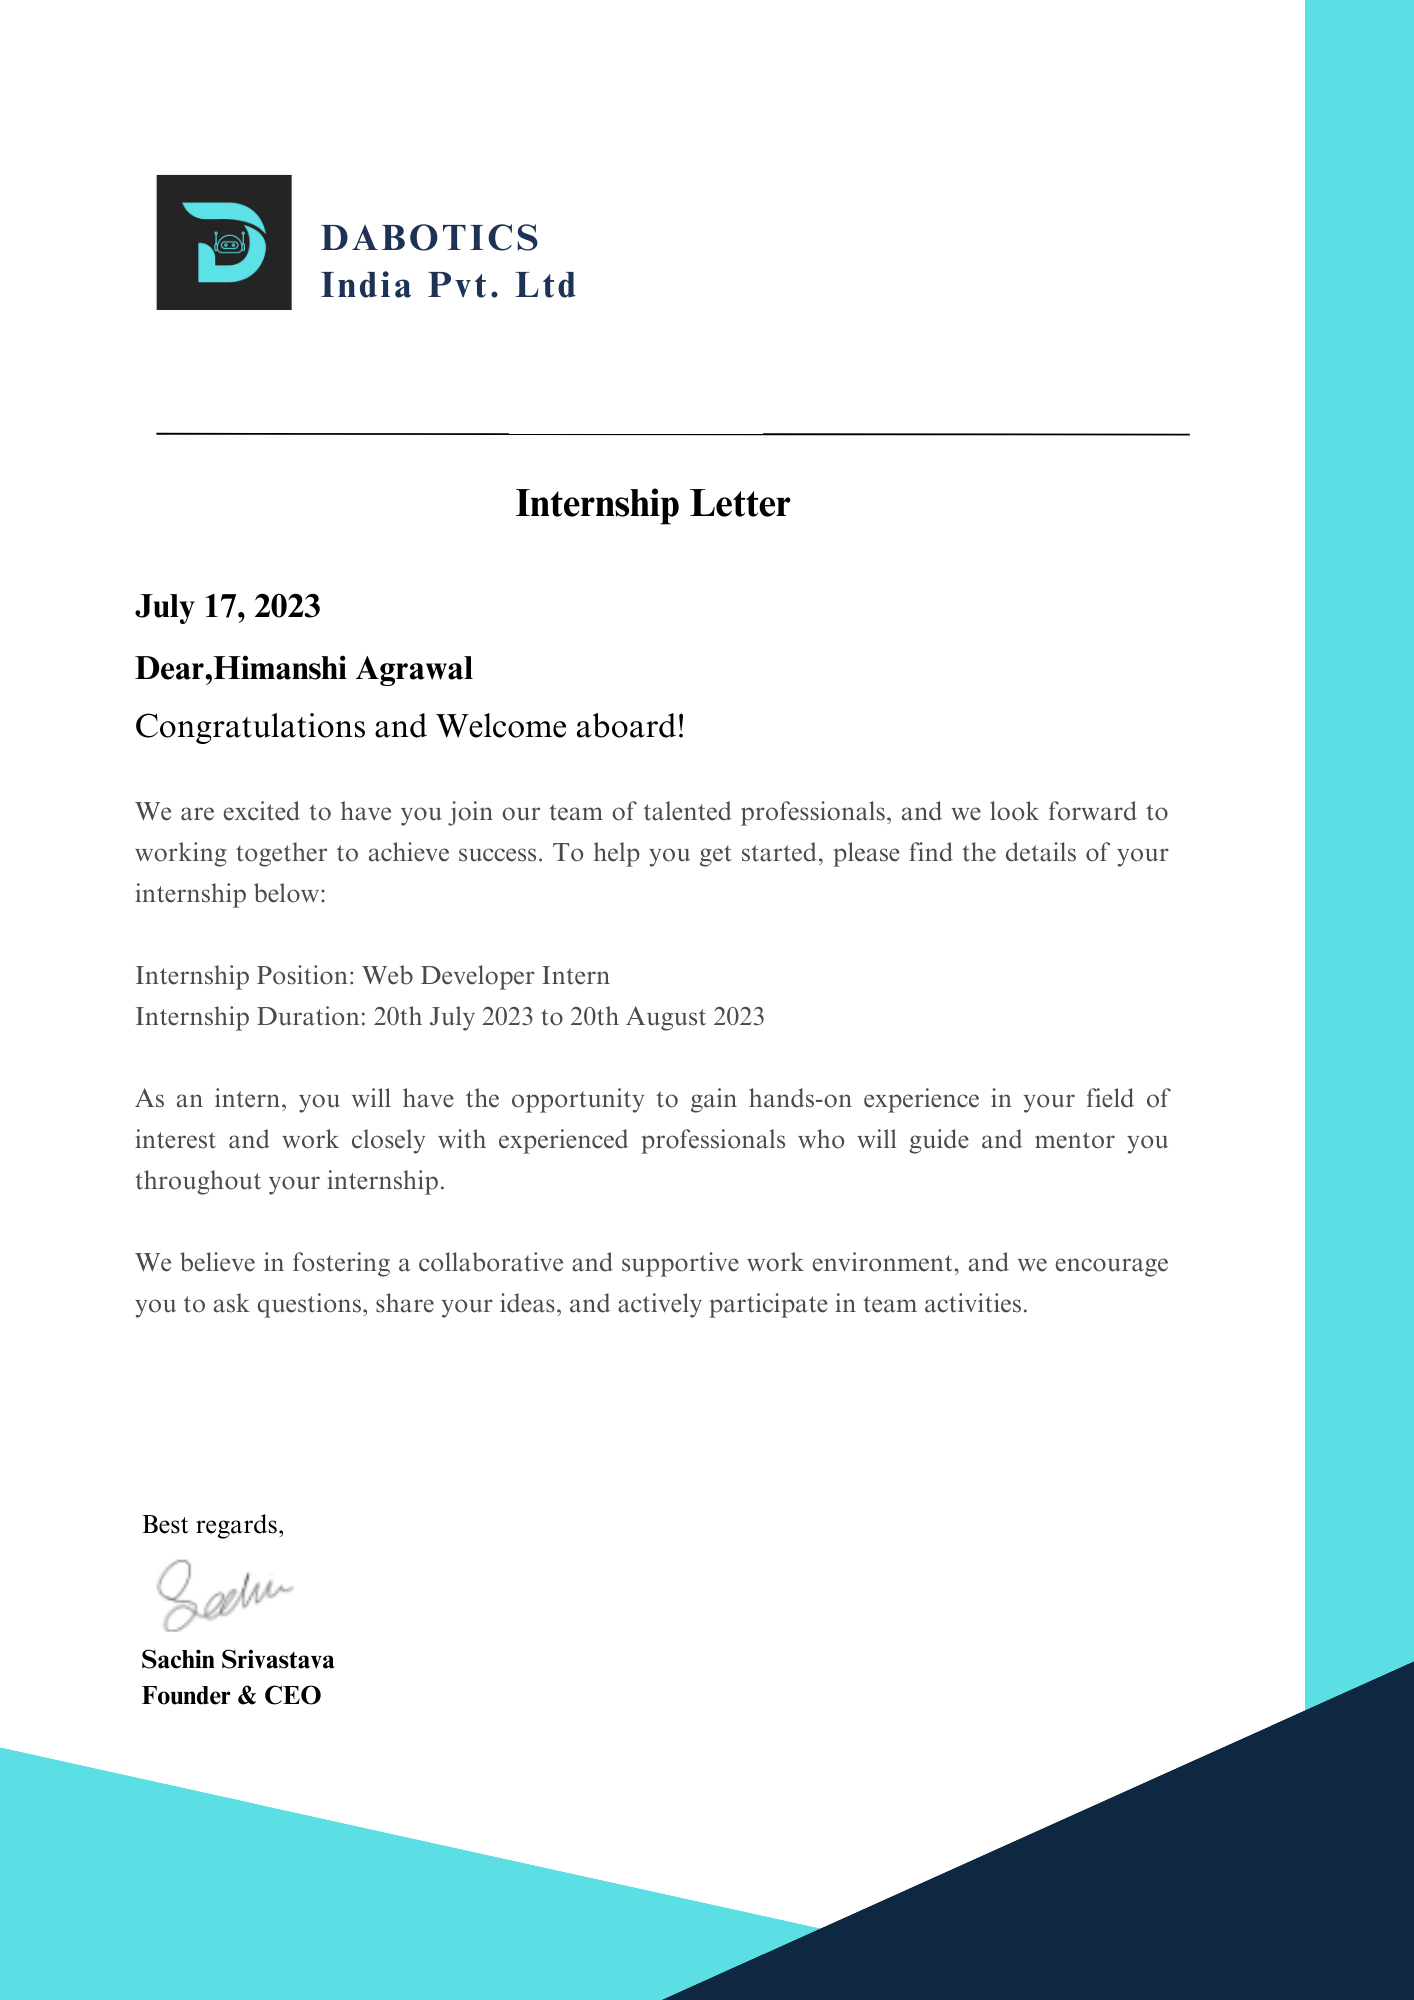 DABOTICS
India Pvt. Ltd
Internship Letter
July 17, 2023
Dear,Himanshi Agrawal
Congratulations and Welcome aboard!
We are excited to have you join our team of talented professionals, and we look forward to
working together to achieve success. To help you get started, please find the details of your
internship below:
Internship Position: Web Developer Intern
Internship Duration: 20th July 2023 to 20th August 2023
As an intern, you will have the opportunity to gain hands-on experience in your field of
interest and work closely with experienced professionals who will guide and mentor you
throughout your internship.
We believe in fostering a collaborative and supportive work environment, and we encourage
you to ask questions, share your ideas, and actively participate in team activities.
Best regards,
Sachin
Sachin Srivastava
Founder & CEO